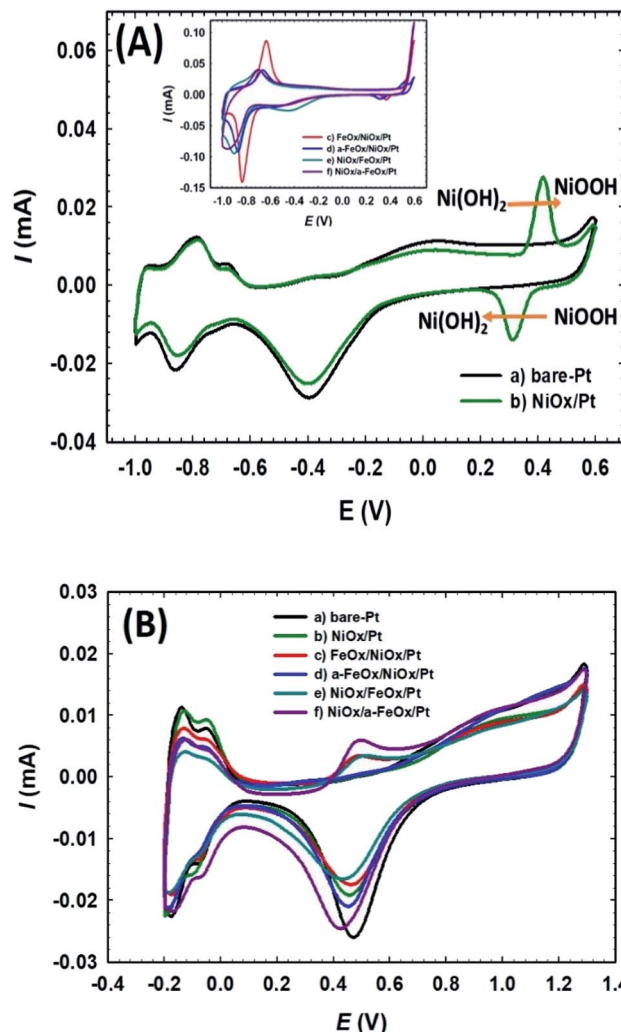 (A)
0.10
0.05
0.00
-0.05
-0.10
-0.15
I (mA)
-1.0 -0.8 -0.6 -0.4 -0.2 0.0 0.2 0.4 0.6
E (V)
c) FeOx/NiOx/Pt
d) a-FeOx/NiOx/Pt
e) NiOx/FeOx/Pt
f) NiOx/a-FeOx/Pt
0.06
0.04
0.02
0.00
-0.02
-0.04
I (mA)
Ni(OH)2 NiOOH
Ni(OH)2 NiOOH
a) bare-Pt
b) NiOx/Pt
-1.0 -0.8 -0.6 -0.4 -0.2 0.0 0.2 0.4 0.6
E (V)
(B)
0.03
0.02
0.01
0.00
-0.01
-0.02
-0.03
I (mA)
a) bare-Pt
b) NiOx/Pt
c) FeOx/NiOx/Pt
d) a-FeOx/NiOx/Pt
e) NiOx/FeOx/Pt
f) NiOx/a-FeOx/Pt
-0.4 -0.2 0.0 0.2 0.4 0.6 0.8 1.0 1.2 1.4
E (V)